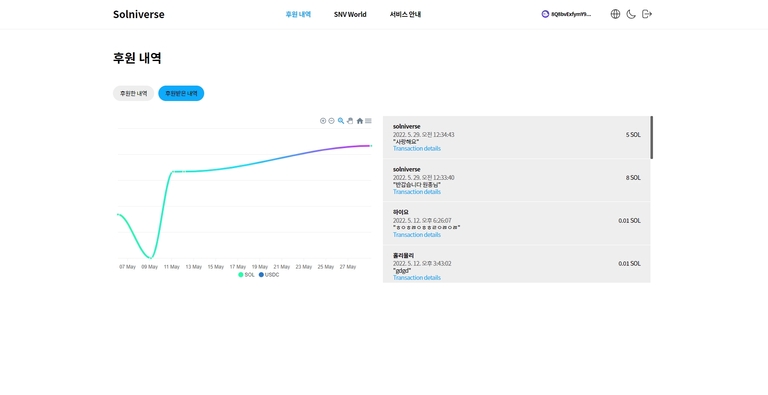 Solniverse
후원 내역
SNV World
서비스 안내
후원 내역
후원한 내역
후원받은 내역
07 May
09 May
11 May
13 May
15 May
17 May
19 May
21 May
23 May
25 May
27 May
SOL
USDC
solniverse
2022. 5. 29. 오전 12:34:43
"사랑해요"
Transaction details
5 SOL
solniverse
2022. 5. 29. 오전 12:33:40
"반갑습니다 원종님"
Transaction details
8 SOL
마이요
2022. 5. 12. 오후 6:26:07
Transaction details
0.01 SOL
홀리몰리
2022. 5. 12. 오후 3:43:02
"gdgd"
Transaction details
0.01 SOL